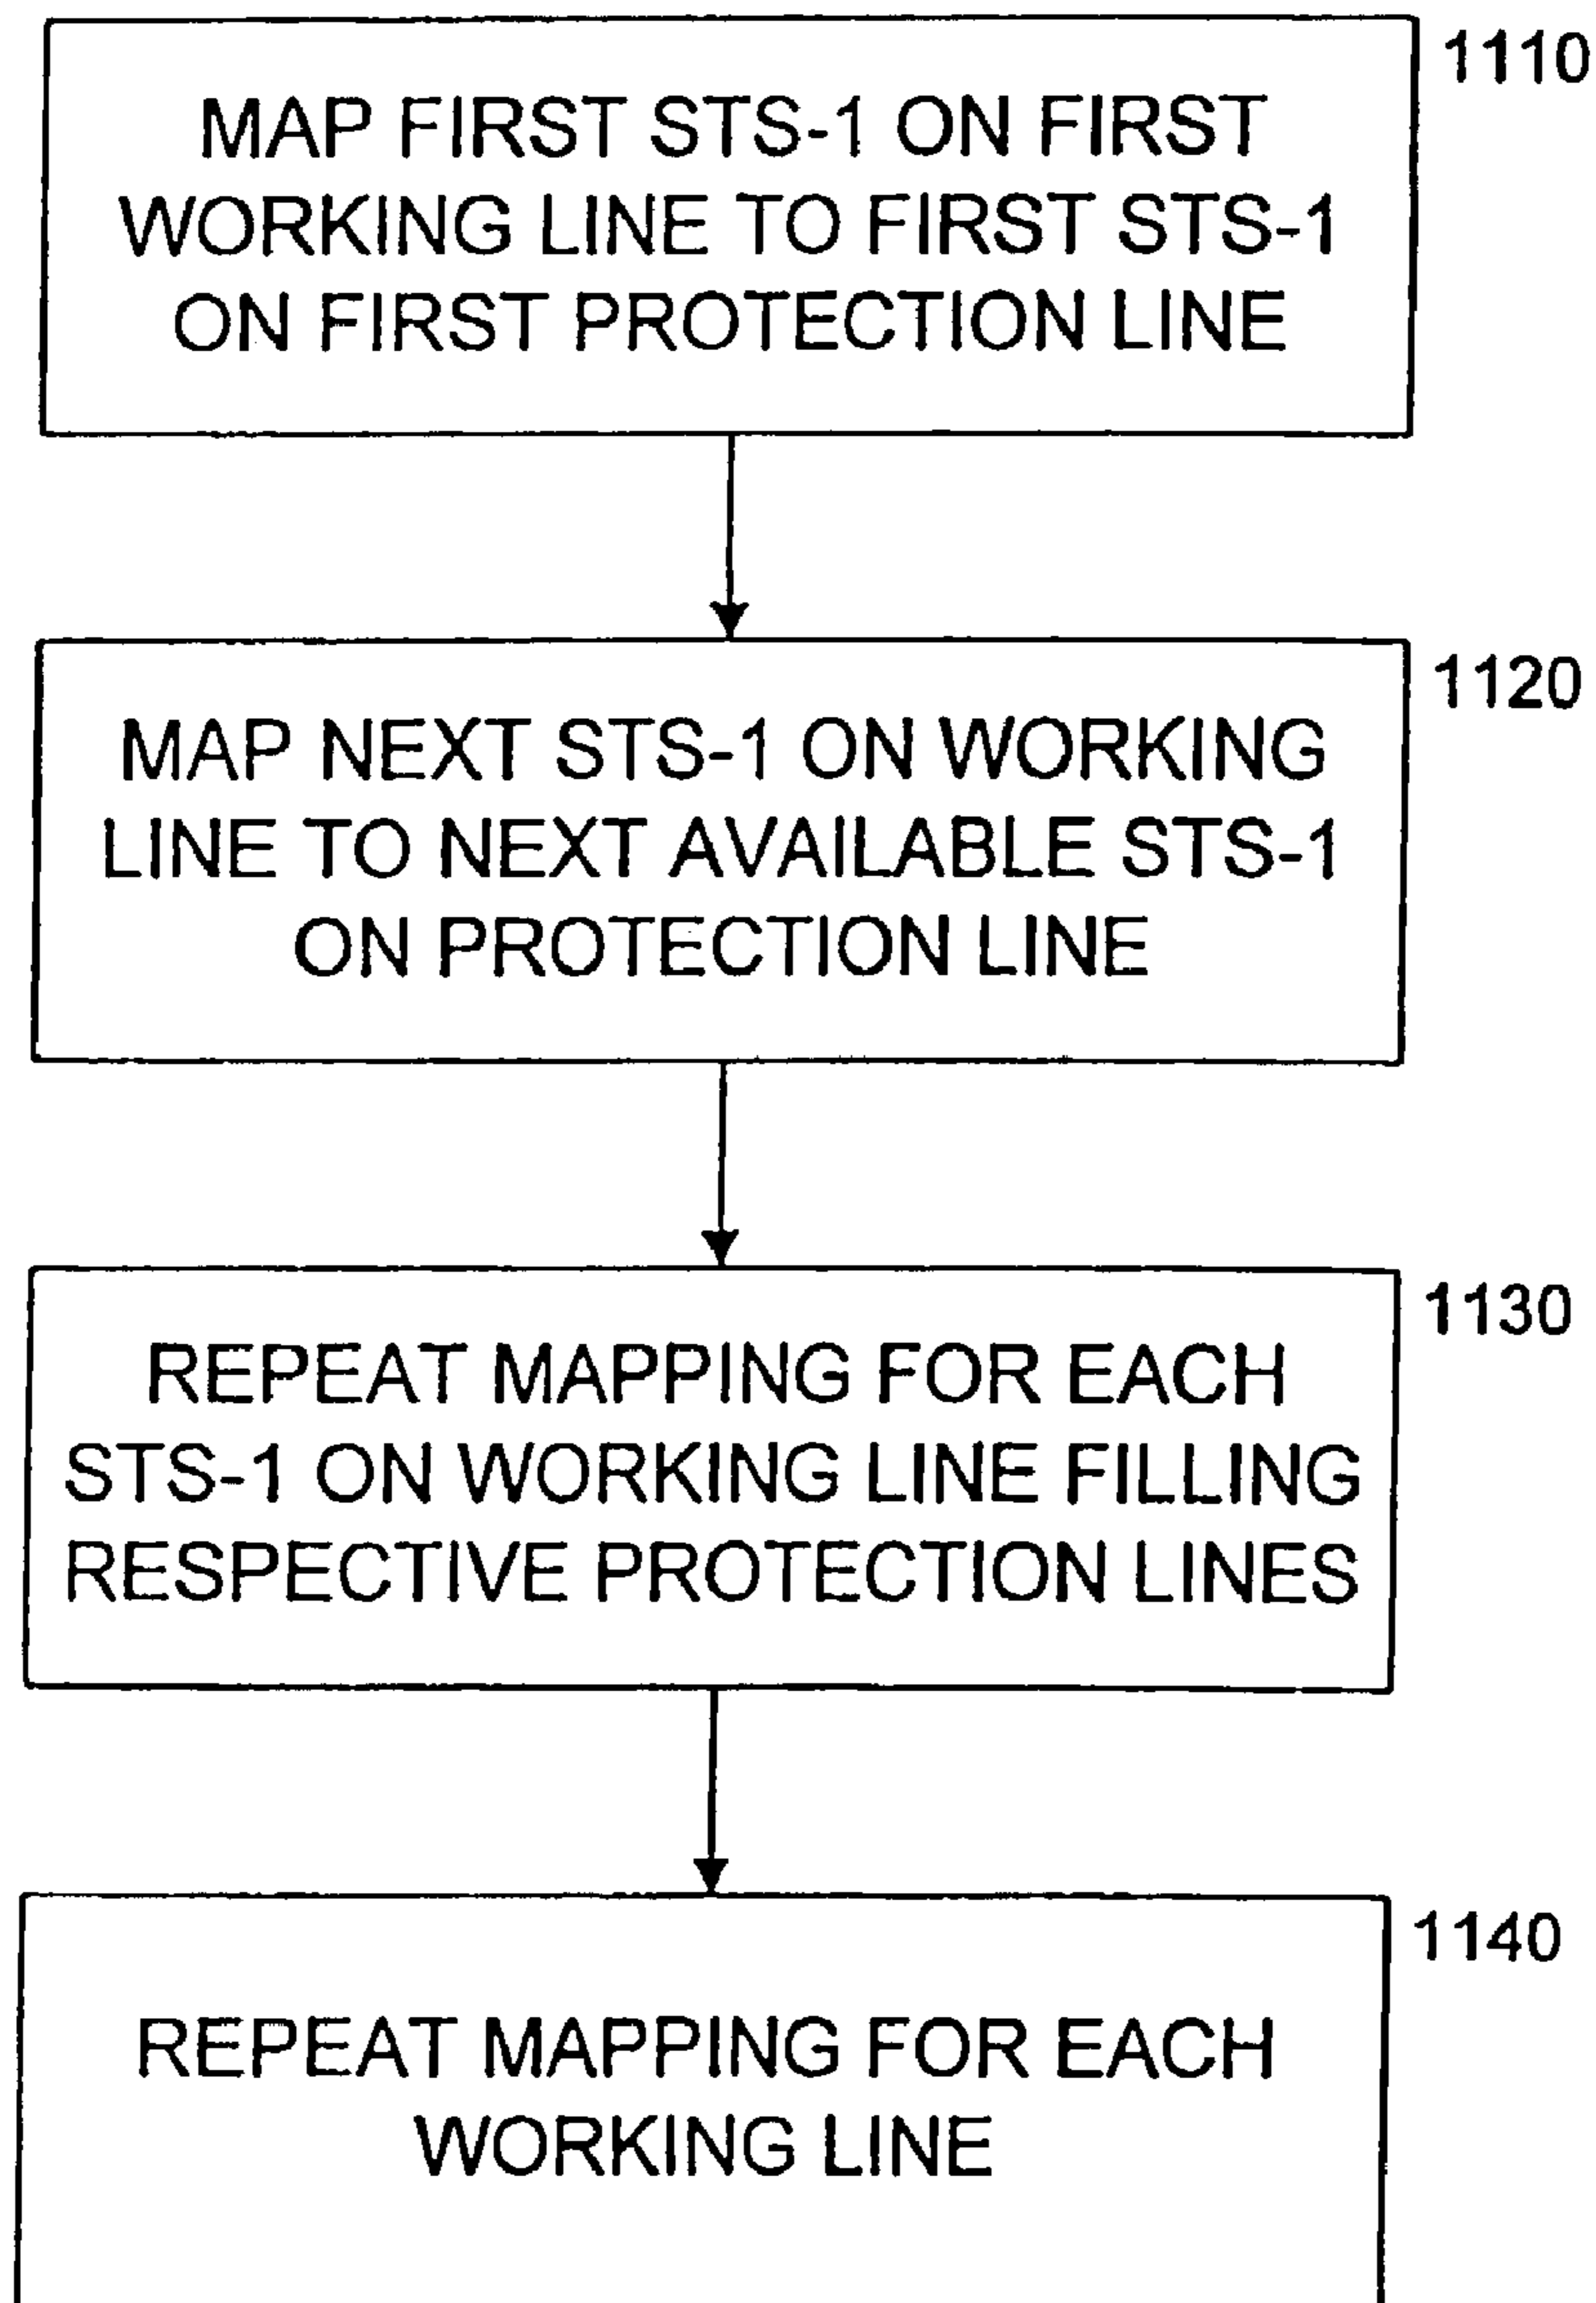 1110
MAP FIRST STS-1 ON FIRST
WORKING LINE TO FIRST STS-1
ON FIRST PROTECTION LINE
1120
MAP NEXT STS-1 ON WORKING
LINE TO NEXT AVAILABLE STS-1
ON PROTECTION LINE
1130
REPEAT MAPPING FOR EACH
STS-1 ON WORKING LINE FILLING
RESPECTIVE PROTECTION LINES
1140
REPEAT MAPPING FOR EACH
WORKING LINE